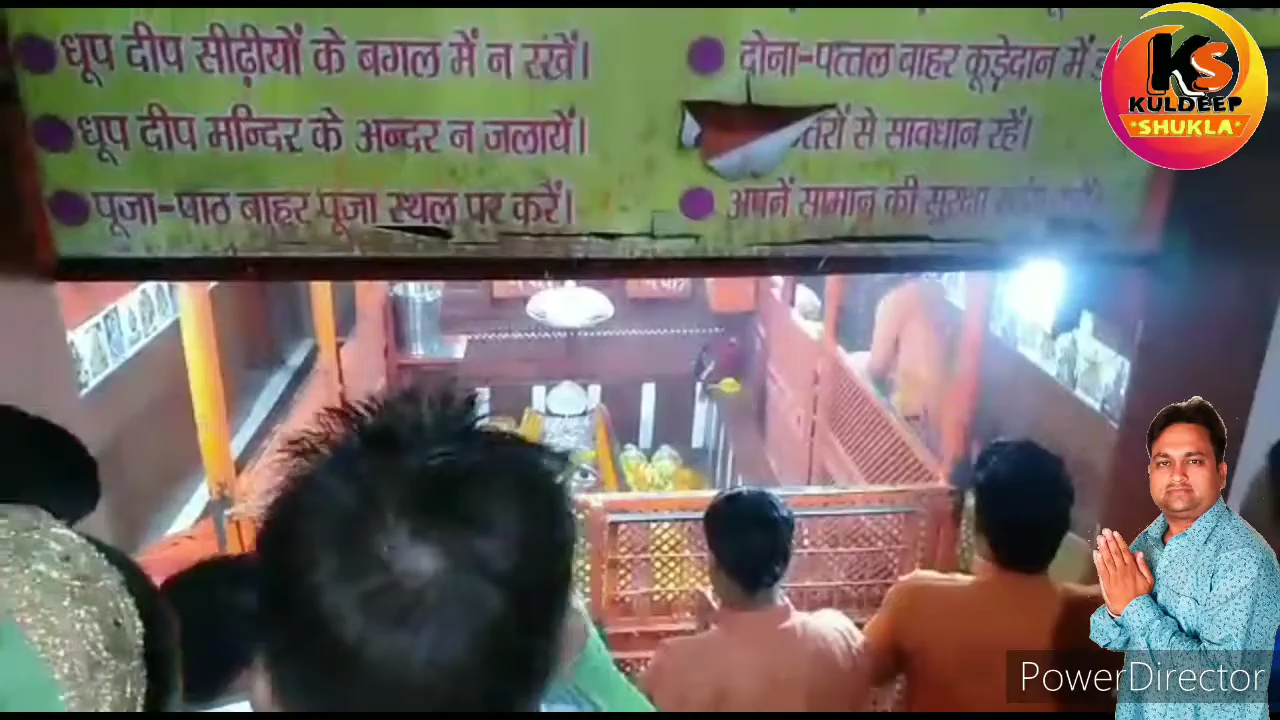 धूप दीप सीढ़ीयों के बगल में न रखें।
धूप दीप मन्दिर के अन्दर न जलायें।
पूजा-पाठ बाहर पूजा स्थल पर करें।
दोना-पत्तल बाहर कूड़ेदान में
से सावधान रहें।
अपनें सामान की सुरक्षा
KS
KULDEEP
*SHUKLA*
PowerDirector